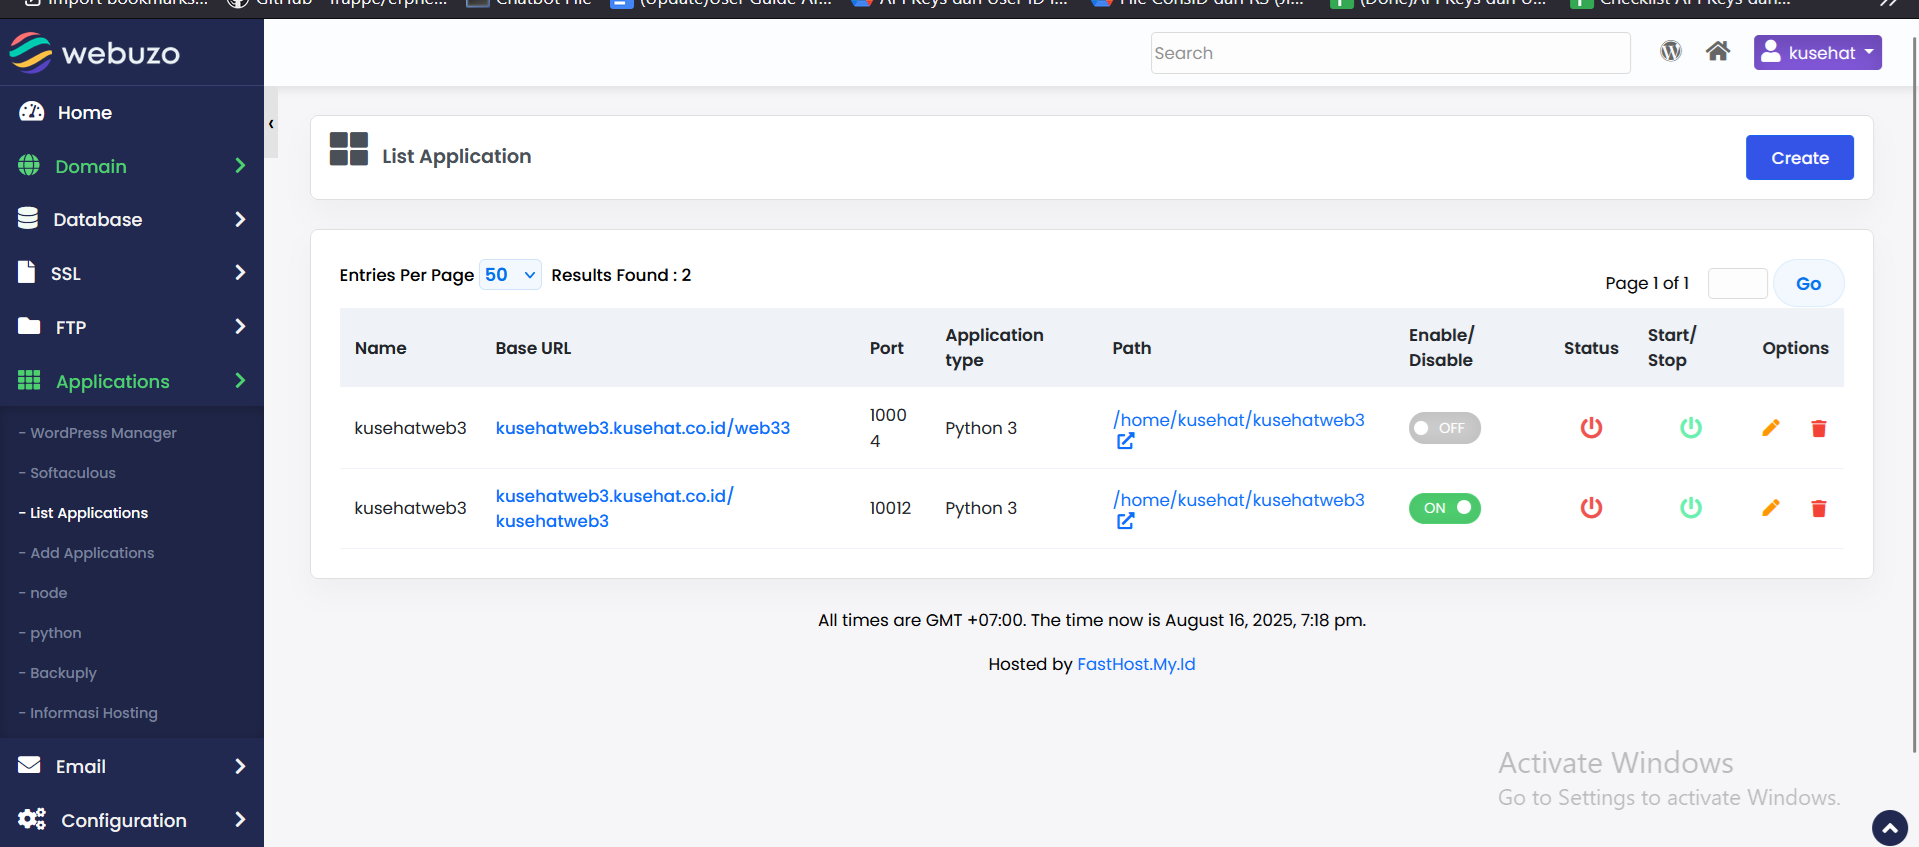 webuzo
Search
kusehat
Home
Domain
Database
SSL
FTP
Applications
- WordPress Manager
- Softaculous
- List Applications
- Add Applications
- node
- python
- Backuply
- Informasi Hosting
Email
Configuration
List Application
Create
Entries Per Page 50 Results Found : 2
Page 1 of 1 Go
Name Base URL Port Application type Path Enable/ Disable Status Start/ Stop Options
kusehatweb3 kusehatweb3.kusehat.co.id/web33 1000 4 Python 3 /home/kusehat/kusehatweb3 OFF
kusehatweb3 kusehatweb3.kusehat.co.id/ kusehatweb3 10012 Python 3 /home/kusehat/kusehatweb3 ON
All times are GMT +07:00. The time now is August 16, 2025, 7:18 pm.
Hosted by FastHost.My.Id
Activate Windows
Go to Settings to activate Windows.